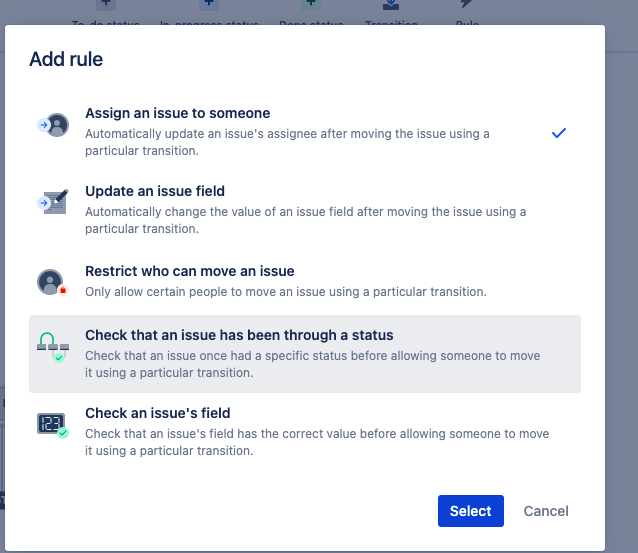 To-do status In-progress status Done status Transition Rule
Add rule
Assign an issue to someone
Automatically update an issue's assignee after moving the issue using a
particular transition.
Update an issue field
Automatically change the value of an issue field after moving the issue using a
particular transition.
Restrict who can move an issue
Only allow certain people to move an issue using a particular transition.
Check that an issue has been through a status
Check that an issue once had a specific status before allowing someone to move
it using a particular transition.
123
Check an issue's field
Check that an issue's field has the correct value before allowing someone to move
it using a particular transition.
Select Cancel